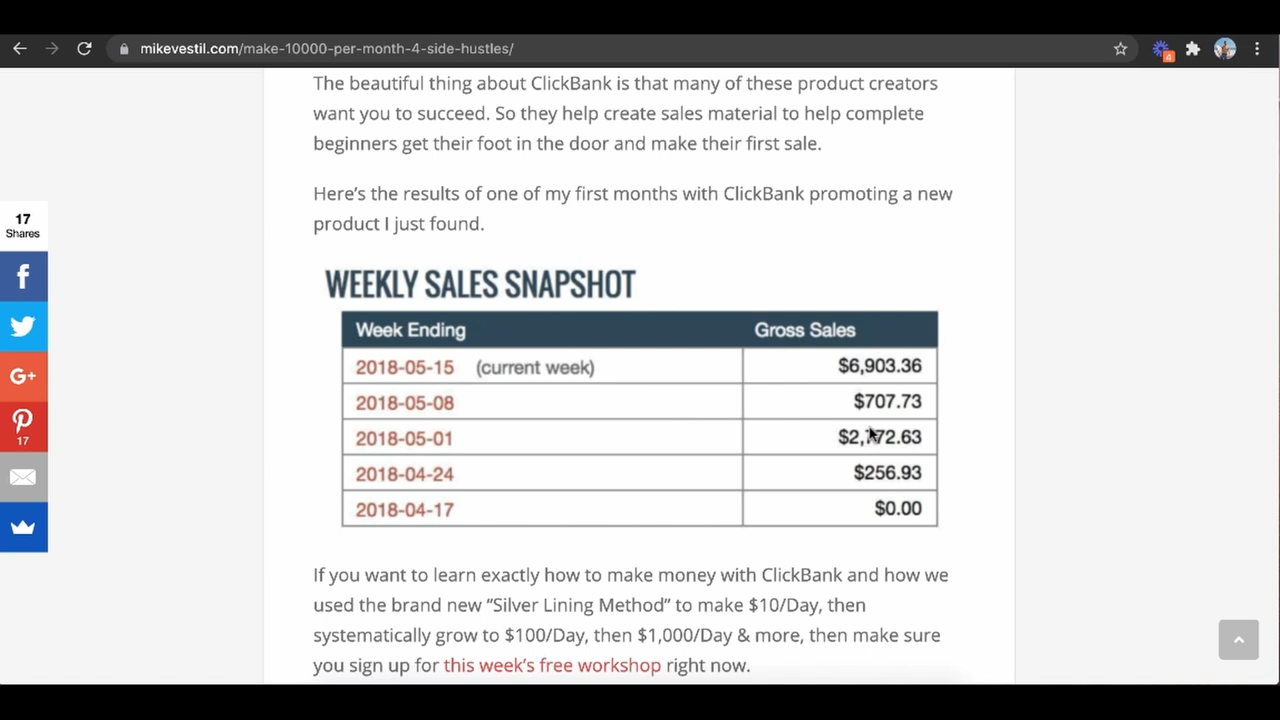 mikevestil.com/make-10000-per-month-4-side-hustles/
4
The beautiful thing about ClickBank is that many of these product creators
want you to succeed. So they help create sales material to help complete
beginners get their foot in the door and make their first sale.
Here's the results of one of my first months with ClickBank promoting a new
product I just found.
17
Shares
G+
17
WEEKLY SALES SNAPSHOT
Week Ending Gross Sales
2018-05-15 (current week) $6,903.36
2018-05-08 $707.73
2018-05-01
2018-04-24 $256.93
2018-04-17 $0.00
If you want to learn exactly how to make money with ClickBank and how we
used the brand new “Silver Lining Method” to make $10/Day, then
systematically grow to $100/Day, then $1,000/Day & more, then make sure
you sign up for this week's free workshop right now.